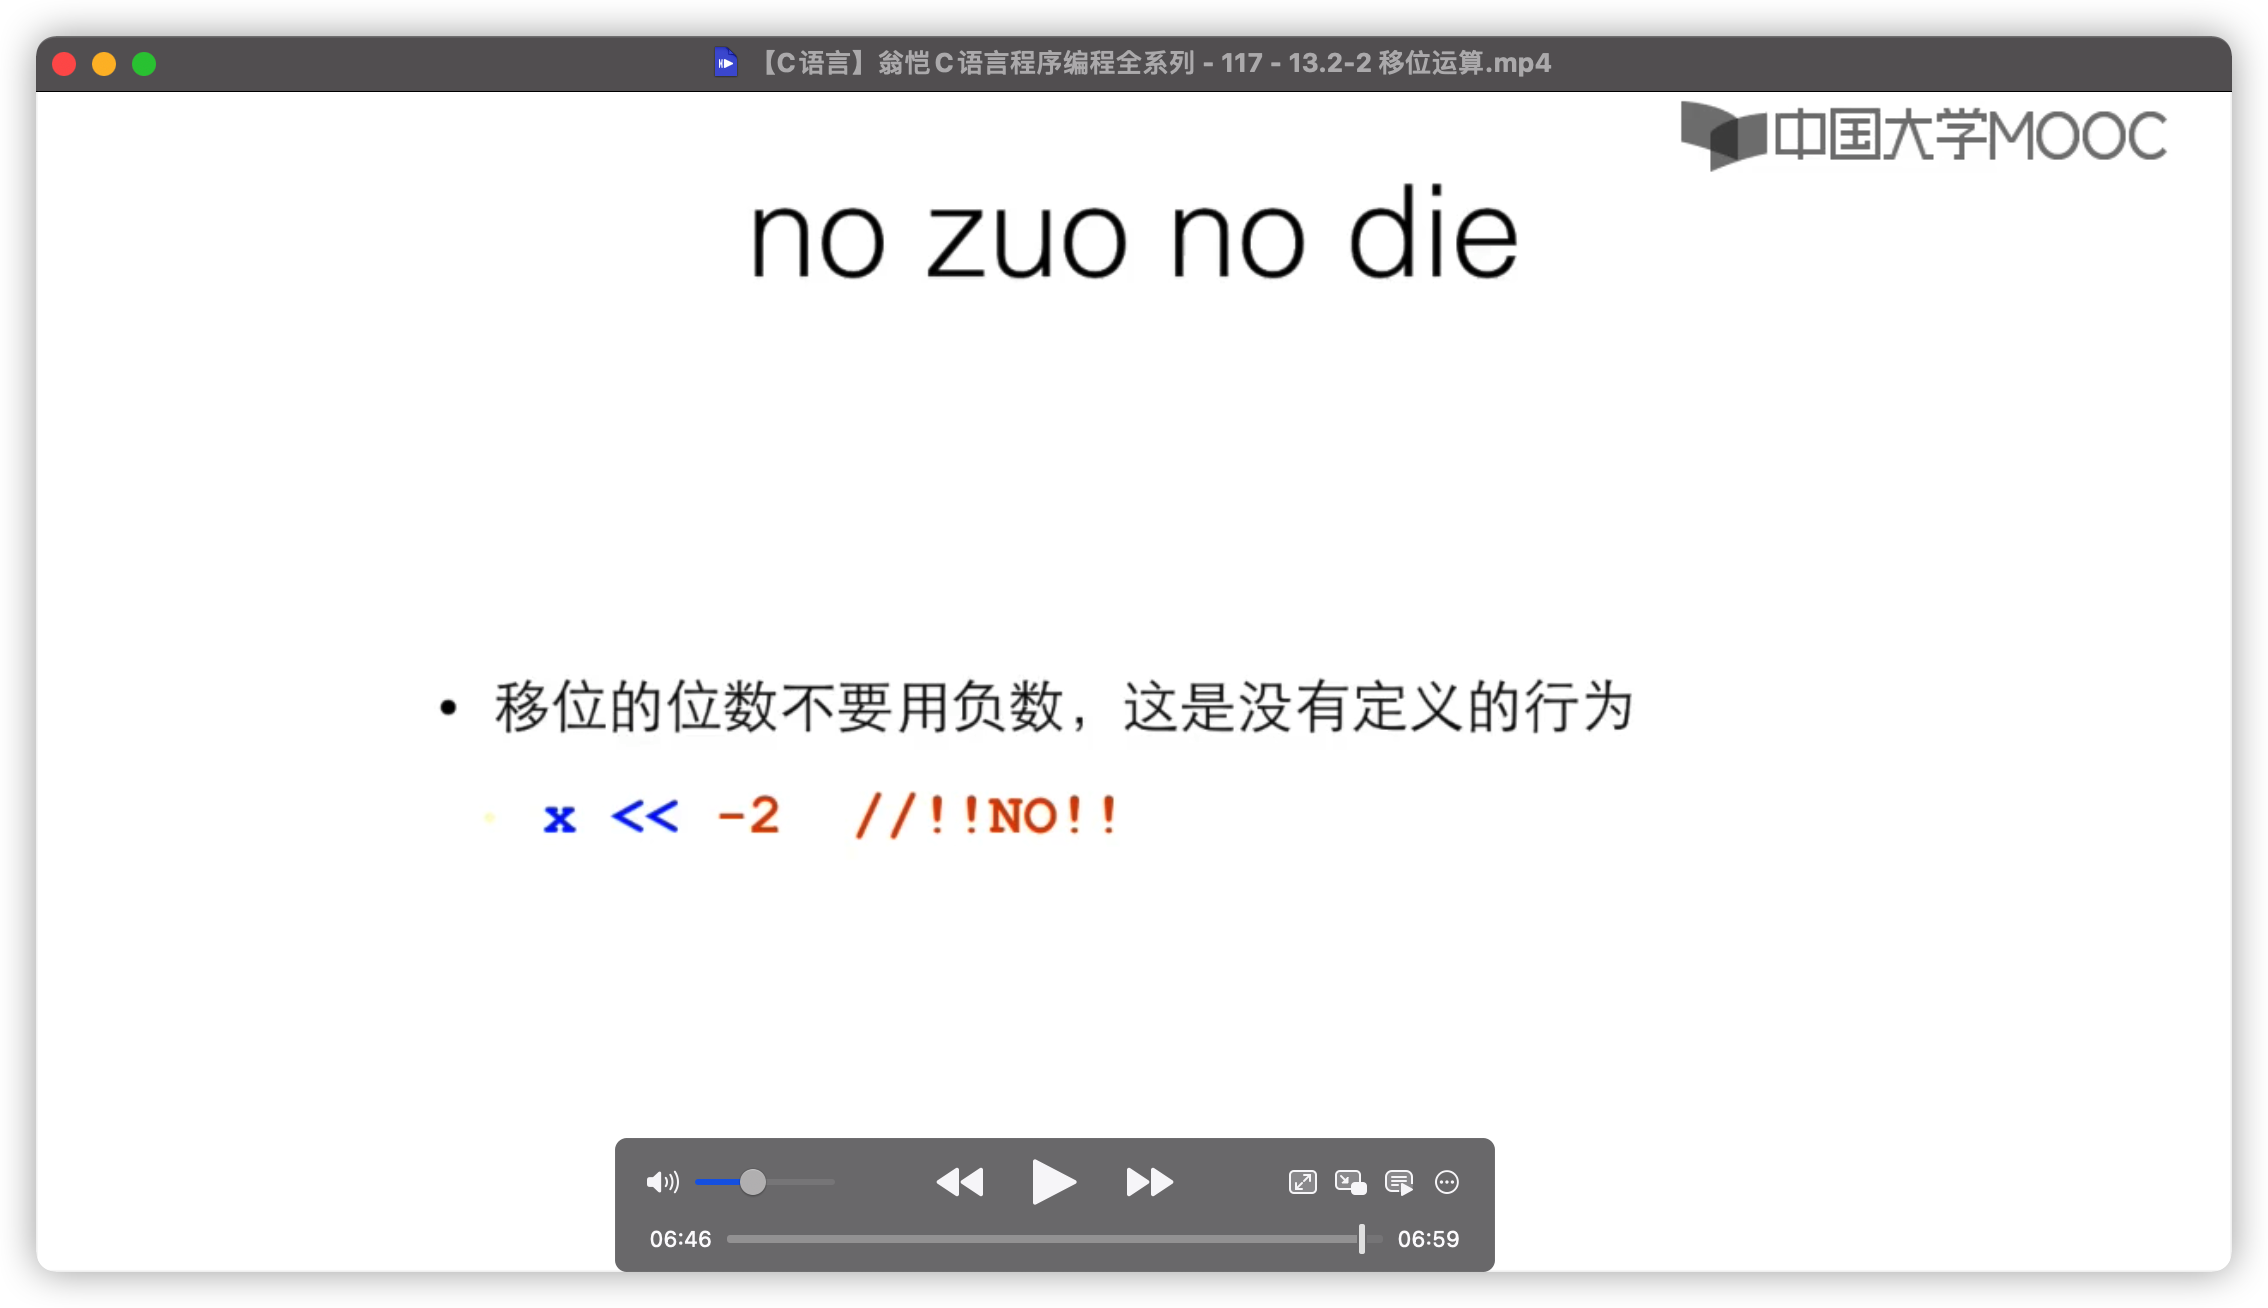 【C语言】翁恺C语言程序编程全系列 - 117 - 13.2-2 移位运算.mp4
中国大学MOOC
no zuo no die
• 移位的位数不要用负数，这是没有定义的行为
• x << -2 //!!NO!!
06:46
06:59